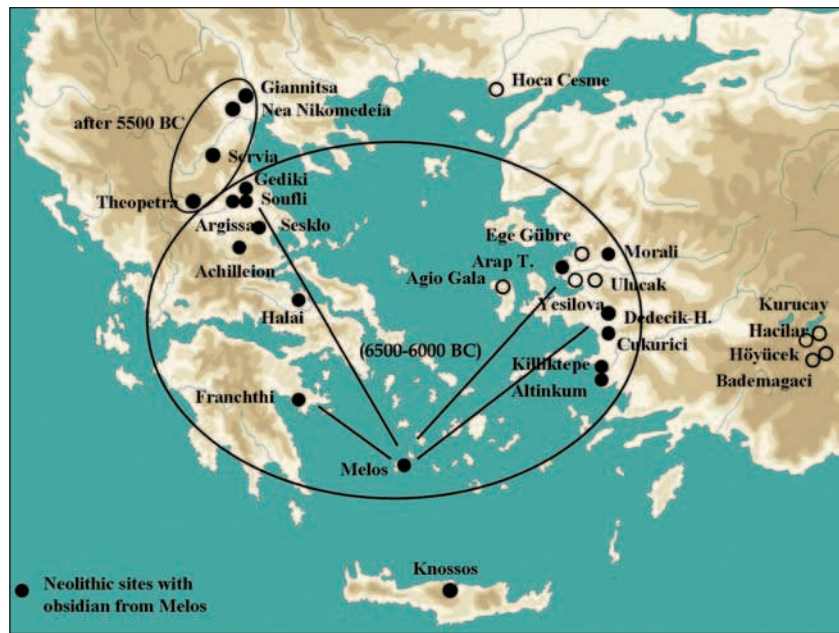 Hoca Cesme
Giannitsa
Nea Nikomedeia
after 5500 BC
Servia
Gediki
Theopetra
Soufli
Argissa
Sesklo
Achilleion
Halai
Ege Gübre
Morali
Arap T.
Agio Gala
Ulucak
Yesilova
Dedecik-H.
Kurucay
Hacilar
Cukurici
Höyücek
(6500-6000 BC)
Killiktepe
Altinkum
Bademagaci
Franchthi
Melos
Knossos
Neolithic sites with
obsidian from Melos